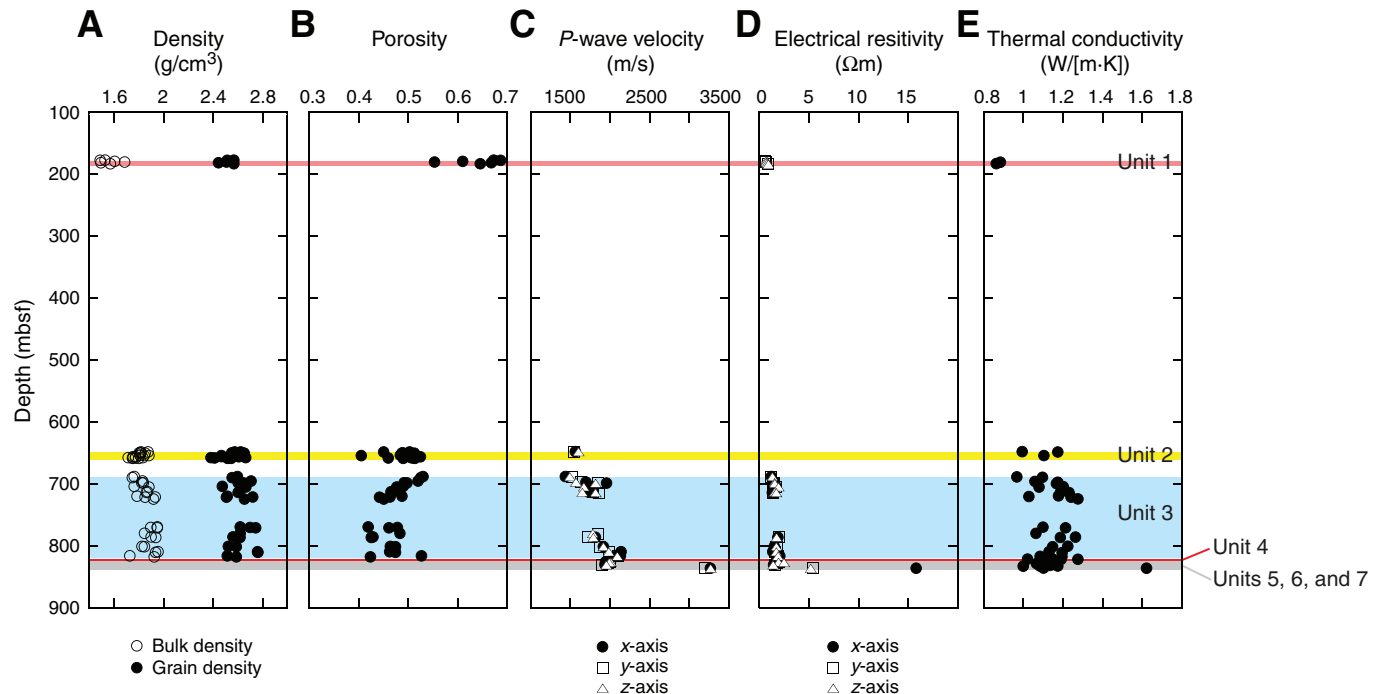 A B C D E
Density Porosity P-wave velocity Electrical resitivity Thermal conductivity
(g/cm³) (m/s) (Ωm) (W/[m·K])
1.6 2 2.4 2.8 0.3 0.4 0.5 0.6 0.7 1500 2500 3500 0 5 10 15 0.8 1 1.2 1.4 1.6 1.8
100
Unit 1
200
300
400
Depth (mbsf)
500
600
Unit 2
700
Unit 3
800
Unit 4
Units 5, 6, and 7
900
Bulk density x-axis x-axis
Grain density y-axis y-axis
z-axis z-axis